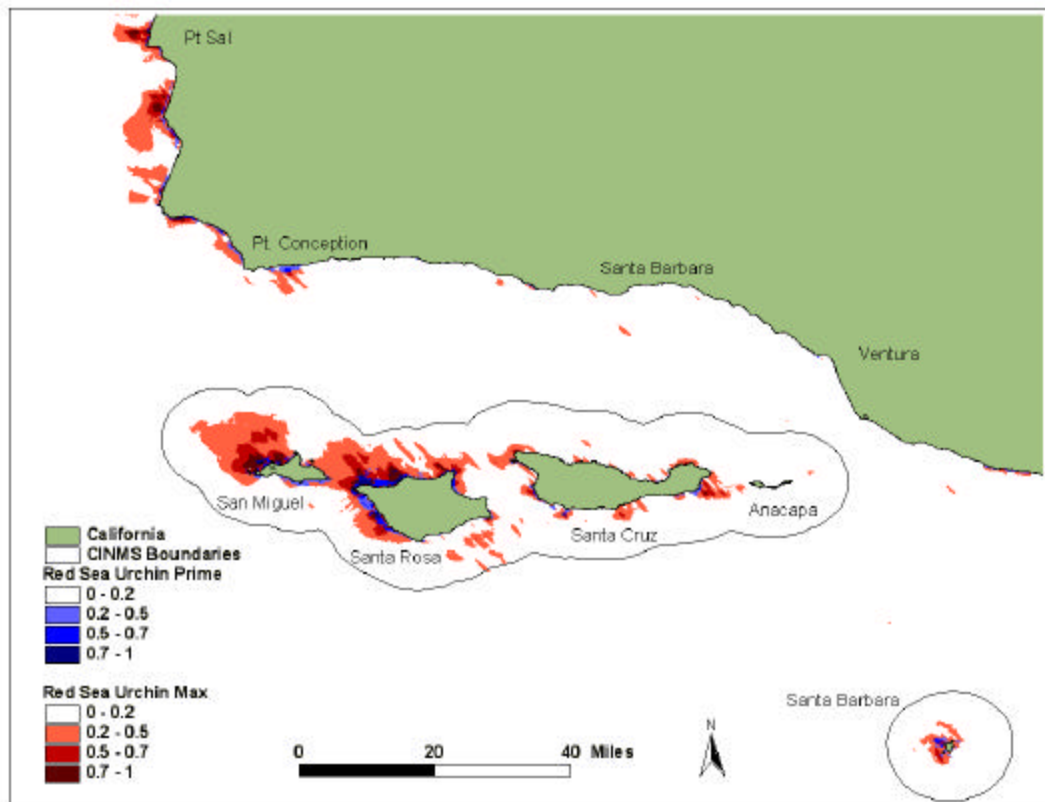 Pt Sal
Pt. Conception
Santa Barbara
Ventura
San Miguel
Santa Rosa
Santa Cruz
Anacapa
California
CINMS Boundaries
Red Sea Urchin Prime
0 - 0.2
0.2 - 0.5
0.5 - 0.7
0.7 - 1
Red Sea Urchin Max
0 - 0.2
0.2 - 0.5
0.5 - 0.7
0.7 - 1
0 20 40 Miles
N
Santa Barbara